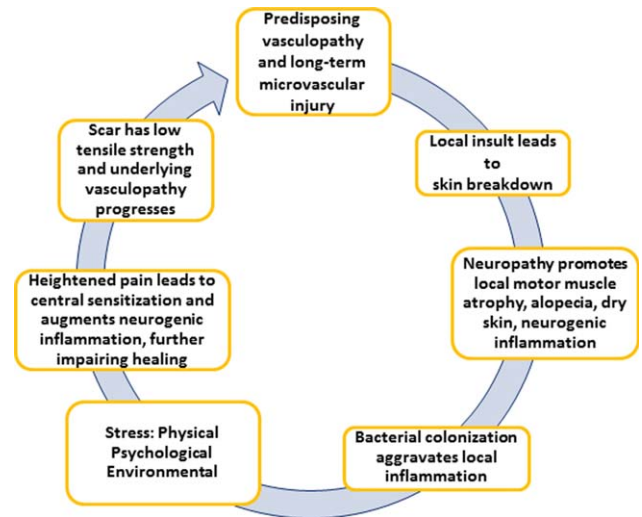 Predisposing
vasculopathy
and long-term
microvascular
injury
Local insult leads
to
skin breakdown
Neuropathy promotes
local motor muscle
atrophy, alopecia, dry
skin, neurogenic
inflammation
Bacterial colonization
aggravates local
inflammation
Stress: Physical
Psychological
Environmental
Heightened pain leads to
central sensitization and
augments neurogenic
inflammation, further
impairing healing
Scar has low
tensile strength
and underlying
vasculopathy
progresses